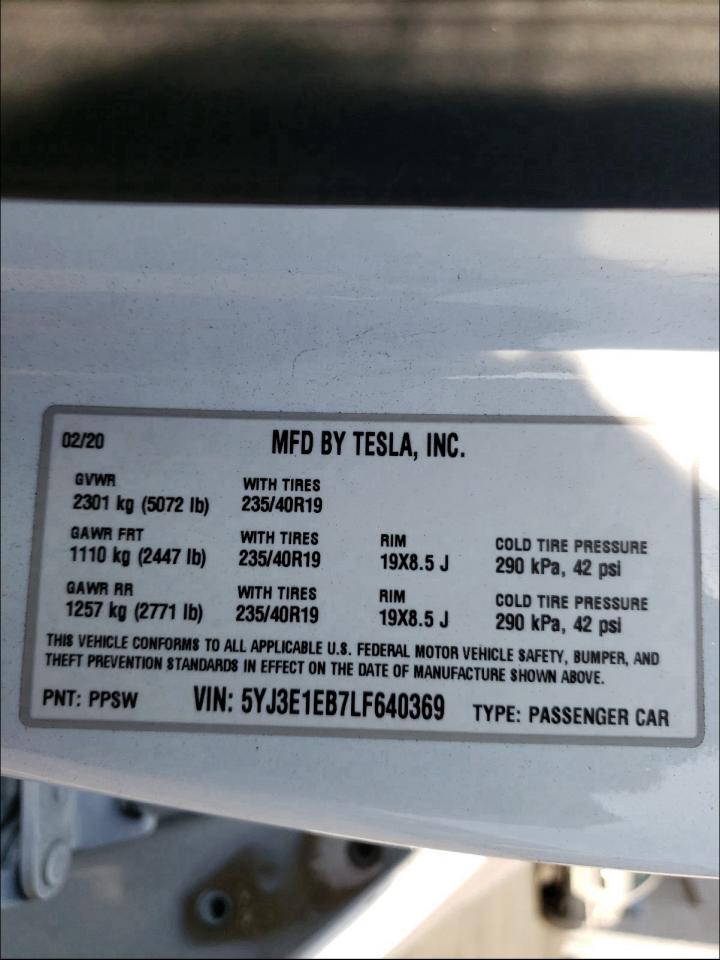 02/20 MFD BY TESLA, INC.
GVWR WITH TIRES
2301 kg (5072 lb) 235/40R19
GAWR FRT WITH TIRES RIM COLD TIRE PRESSURE
1110 kg (2447 lb) 235/40R19 19X8.5 J 290 kPa, 42 psi
GAWR RR WITH TIRES RIM COLD TIRE PRESSURE
1257 kg (2771 lb) 235/40R19 19X8.5 J 290 kPa, 42 psi
THIS VEHICLE CONFORMS TO ALL APPLICABLE U.S. FEDERAL MOTOR VEHICLE SAFETY, BUMPER, AND
THEFT PREVENTION STANDARDS IN EFFECT ON THE DATE OF MANUFACTURE SHOWN ABOVE.
PNT: PPSW VIN: 5YJ3E1EB7LF640369 TYPE: PASSENGER CAR